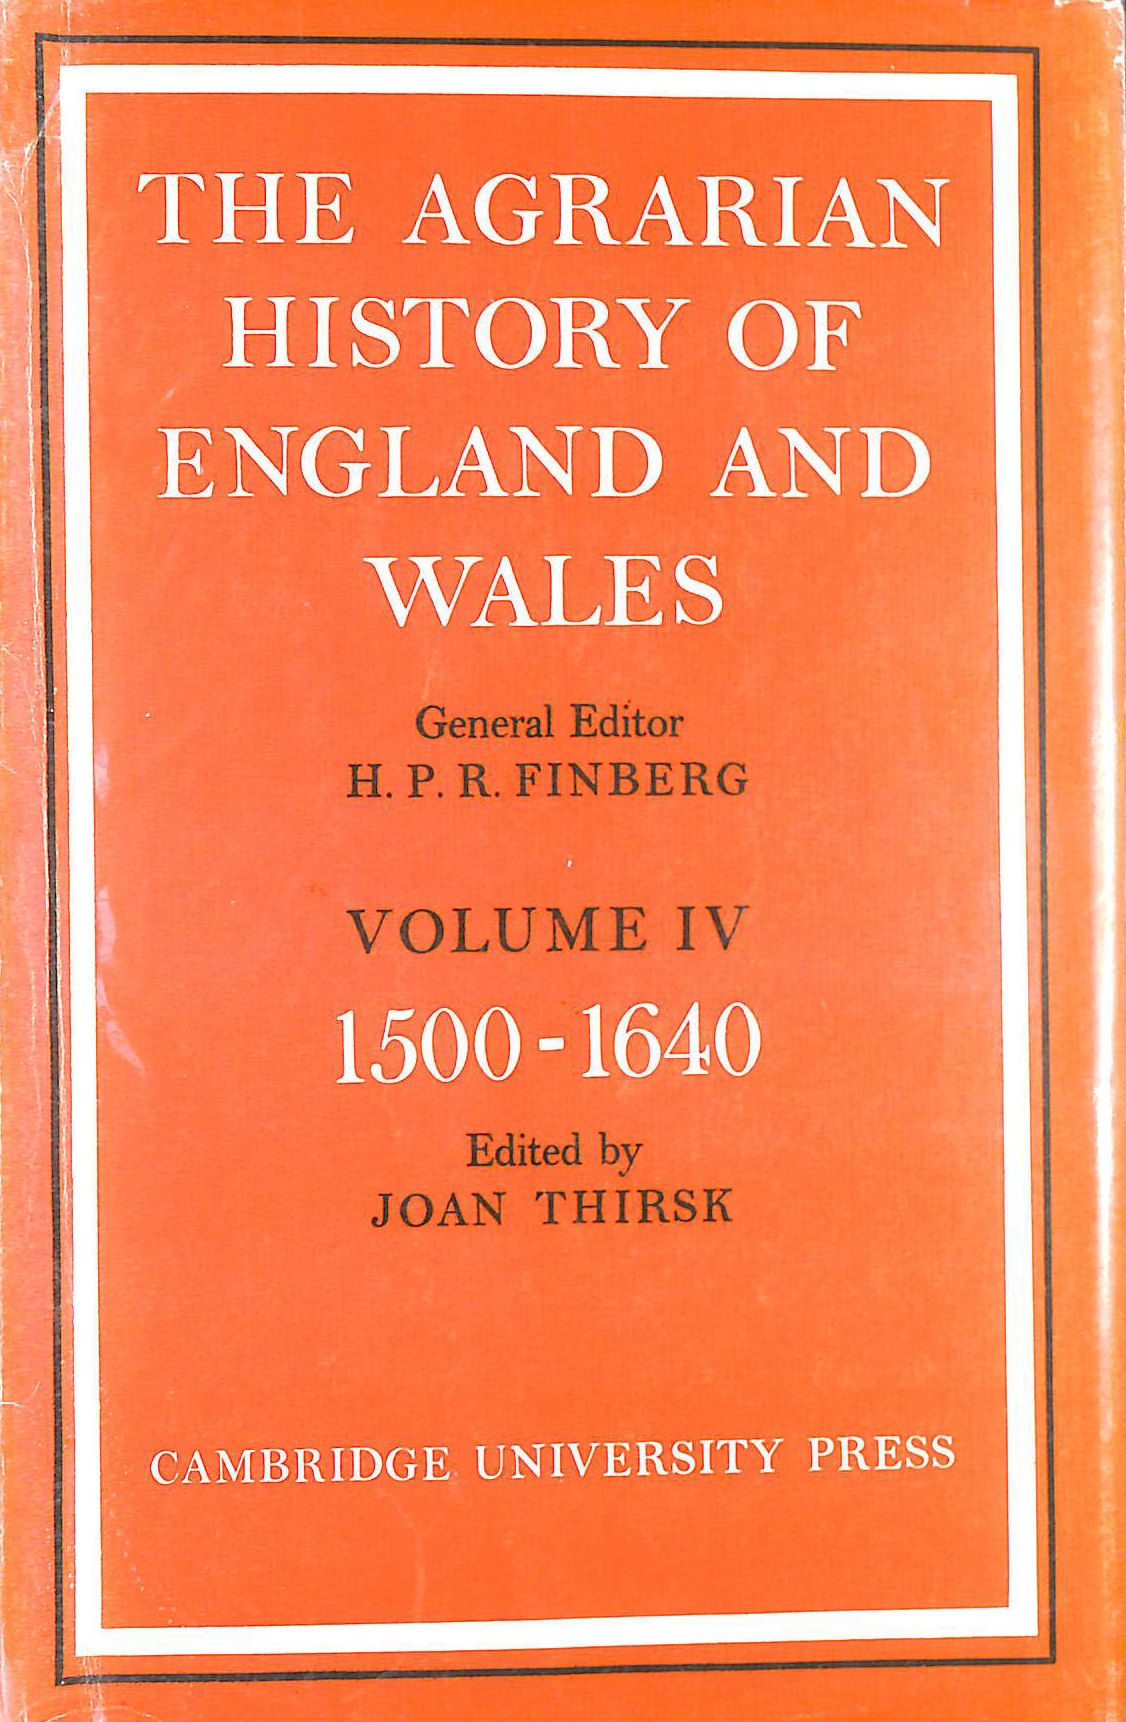 THE AGRARIAN
HISTORY OF
ENGLAND AND
WALES
General Editor
H. P. R. FINBERG
VOLUME IV
1500-1640
Edited by
JOAN THIRSK
CAMBRIDGE UNIVERSITY PRESS